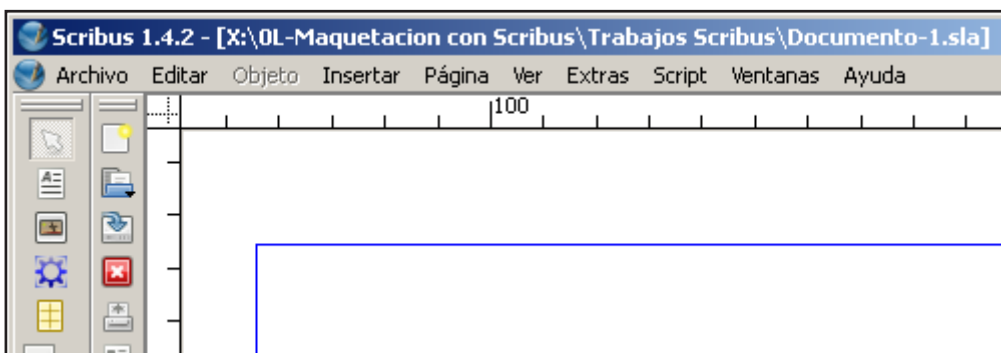 Scribus 1.4.2 - [X:\0L-Maquetacion con Scribus\Trabajos Scribus\Documento-1.sla]
Archivo Editar Objeto Insertar Página Ver Extras Script Ventanas Ayuda
100